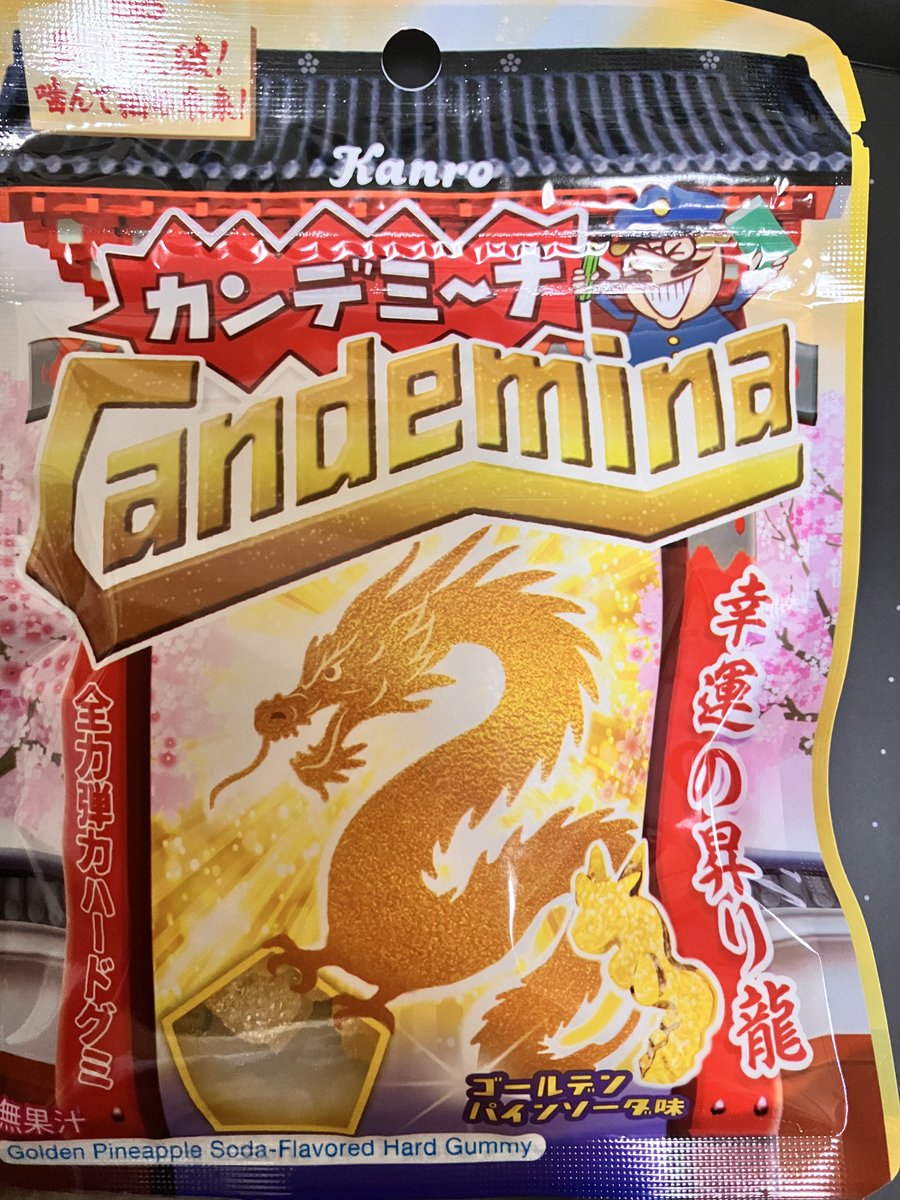 波!
噛んで
!
Kanro
カンデミ〜ナ
Candemina
幸運の昇り龍
全力弾力ハードグミ
ゴールデン
パインソーダ味
無果汁
Golden Pineapple Soda-Flavored Hard Gummy